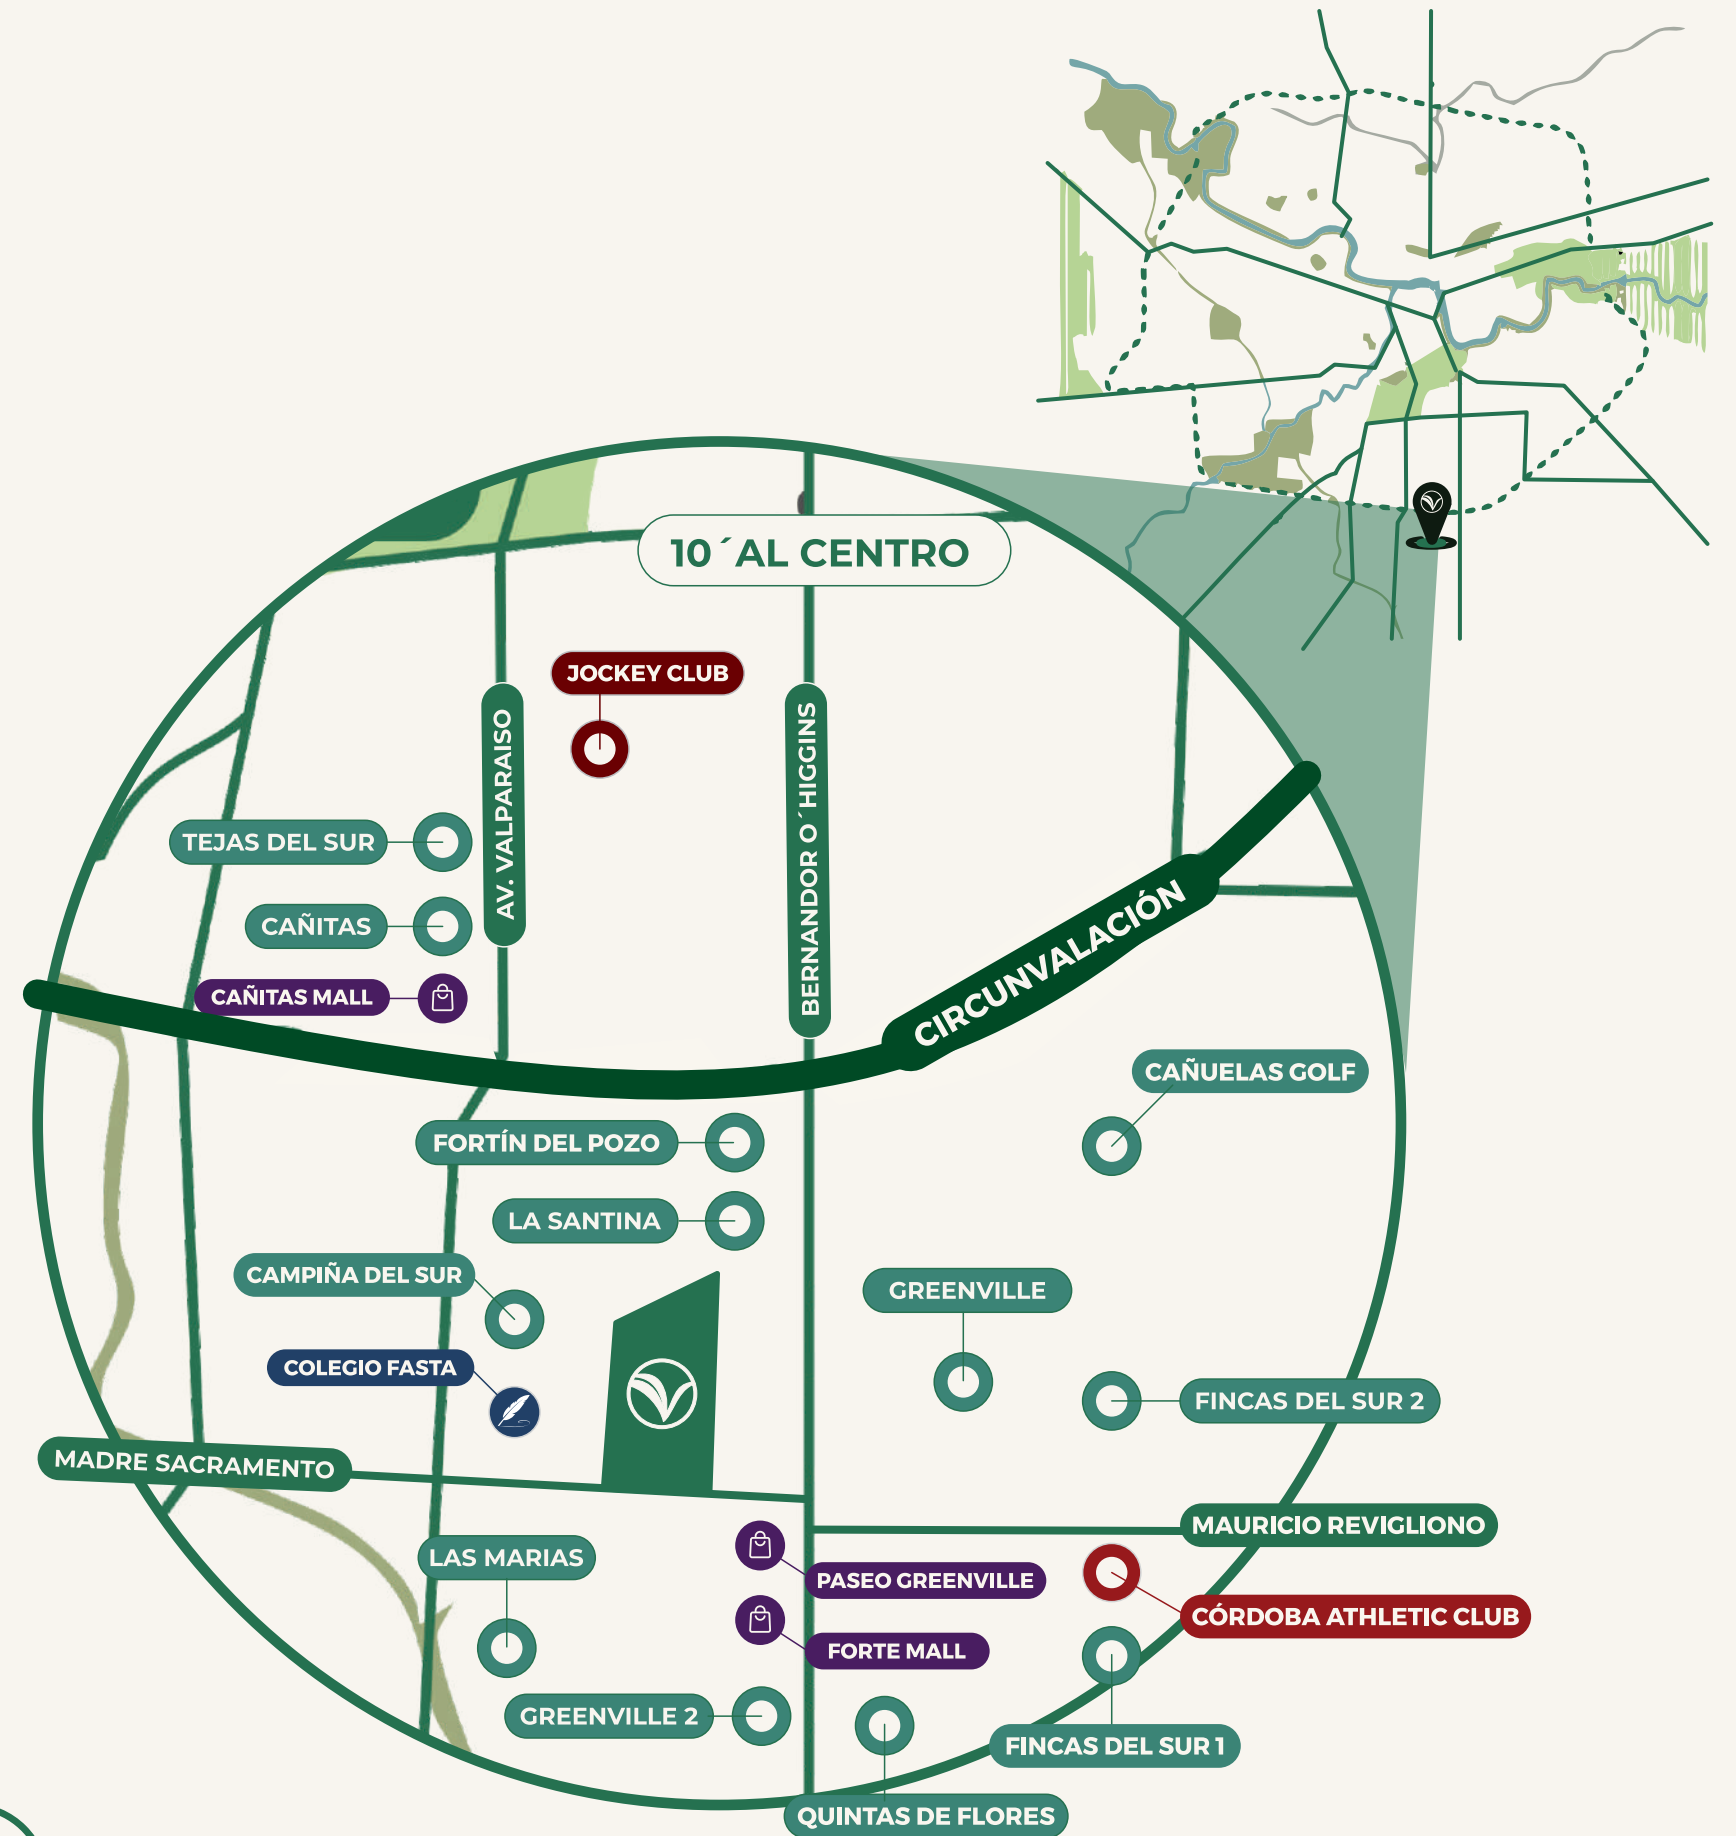 10´AL CENTRO
JOCKEY CLUB
AV. VALPARAISO
BERNANDOR O´HIGGINS
TEJAS DEL SUR
CAÑITAS
CAÑITAS MALL
CIRCUNVALACIÓN
CAÑUELAS GOLF
FORTÍN DEL POZO
LA SANTINA
CAMPIÑA DEL SUR
GREENVILLE
COLEGIO FASTA
FINCAS DEL SUR 2
MADRE SACRAMENTO
MAURICIO REVIGLIONO
LAS MARIAS
PASEO GREENVILLE
CÓRDOBA ATHLETIC CLUB
FORTE MALL
GREENVILLE 2
FINCAS DEL SUR 1
QUINTAS DE FLORES